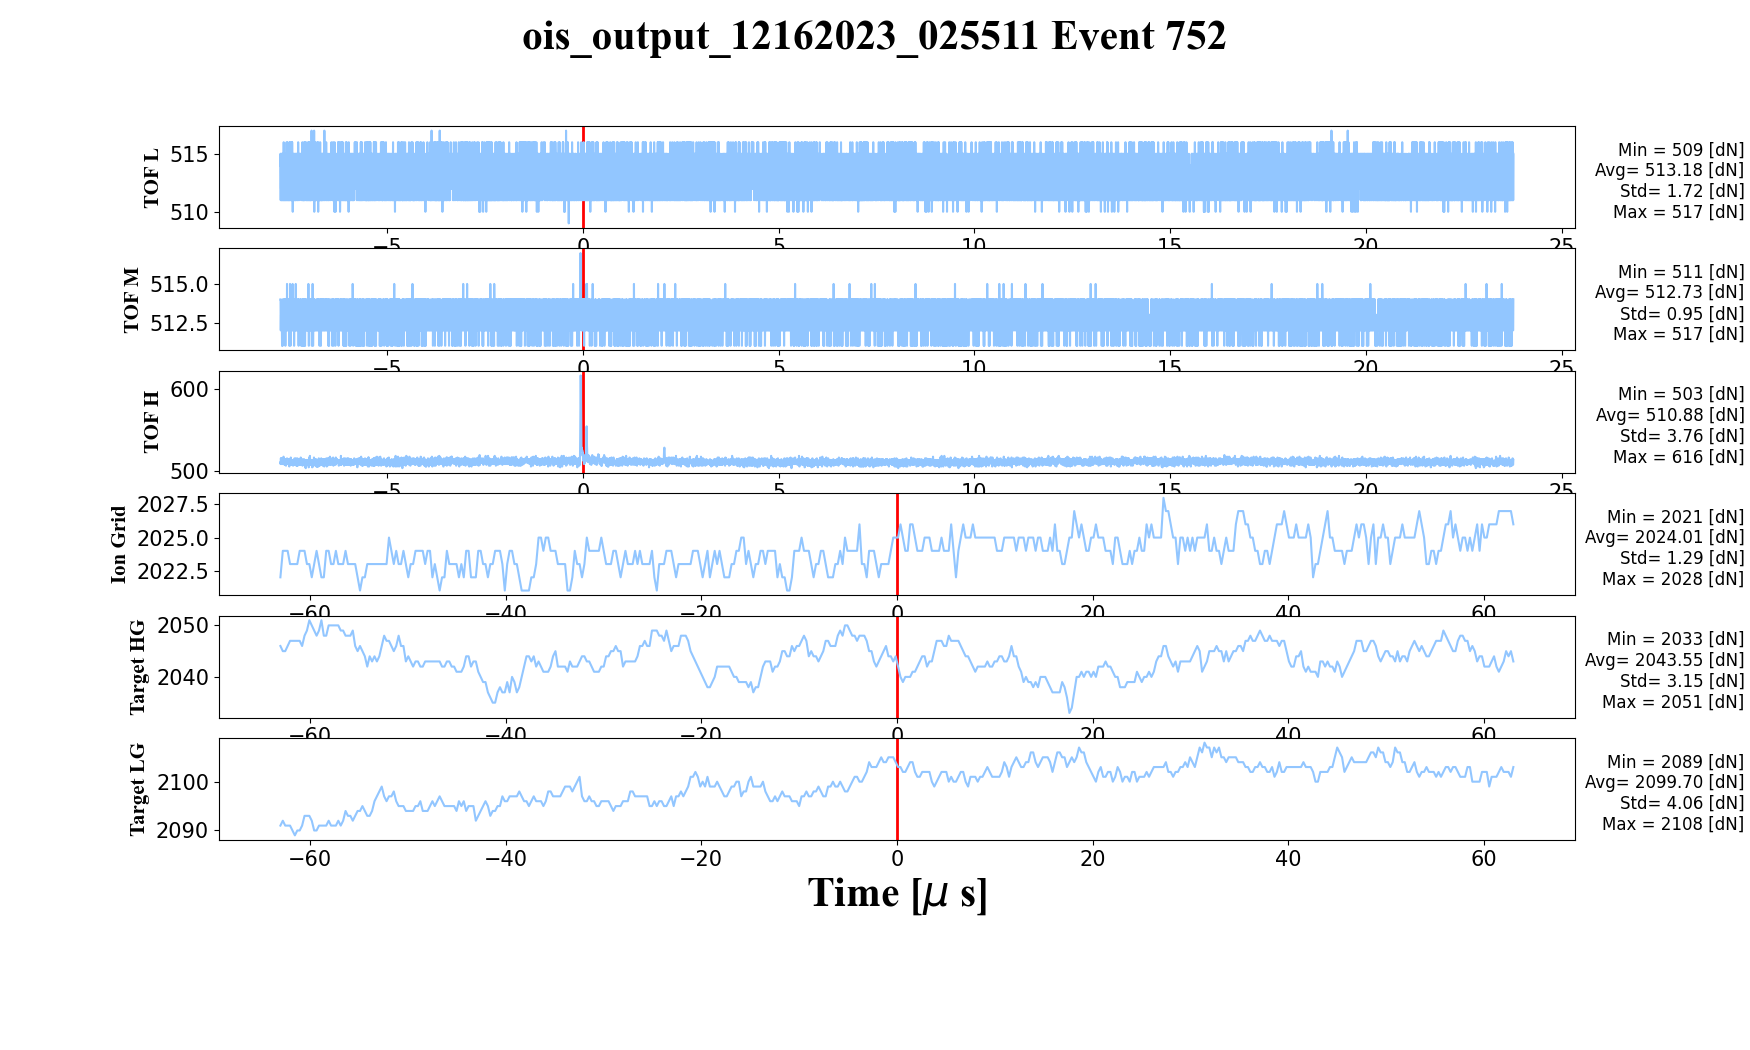 ois_output_12162023_025511 Event 752
TOF L
515
510
−5
0
5
10
15
20
25
Min = 509 [dN]
Avg= 513.18 [dN]
Std= 1.72 [dN]
Max = 517 [dN]
TOF M
515.0
512.5
−5
0
5
10
15
20
25
Min = 511 [dN]
Avg= 512.73 [dN]
Std= 0.95 [dN]
Max = 517 [dN]
TOF H
600
500
−5
0
5
10
15
20
25
Min = 503 [dN]
Avg= 510.88 [dN]
Std= 3.76 [dN]
Max = 616 [dN]
Ion Grid
2027.5
2025.0
2022.5
−60
−40
−20
0
20
40
60
Min = 2021 [dN]
Avg= 2024.01 [dN]
Std= 1.29 [dN]
Max = 2028 [dN]
Target HG
2050
2040
−60
−40
−20
0
20
40
60
Min = 2033 [dN]
Avg= 2043.55 [dN]
Std= 3.15 [dN]
Max = 2051 [dN]
Target LG
2100
2090
−60
−40
−20
0
20
40
60
Min = 2089 [dN]
Avg= 2099.70 [dN]
Std= 4.06 [dN]
Max = 2108 [dN]
Time [μ s]